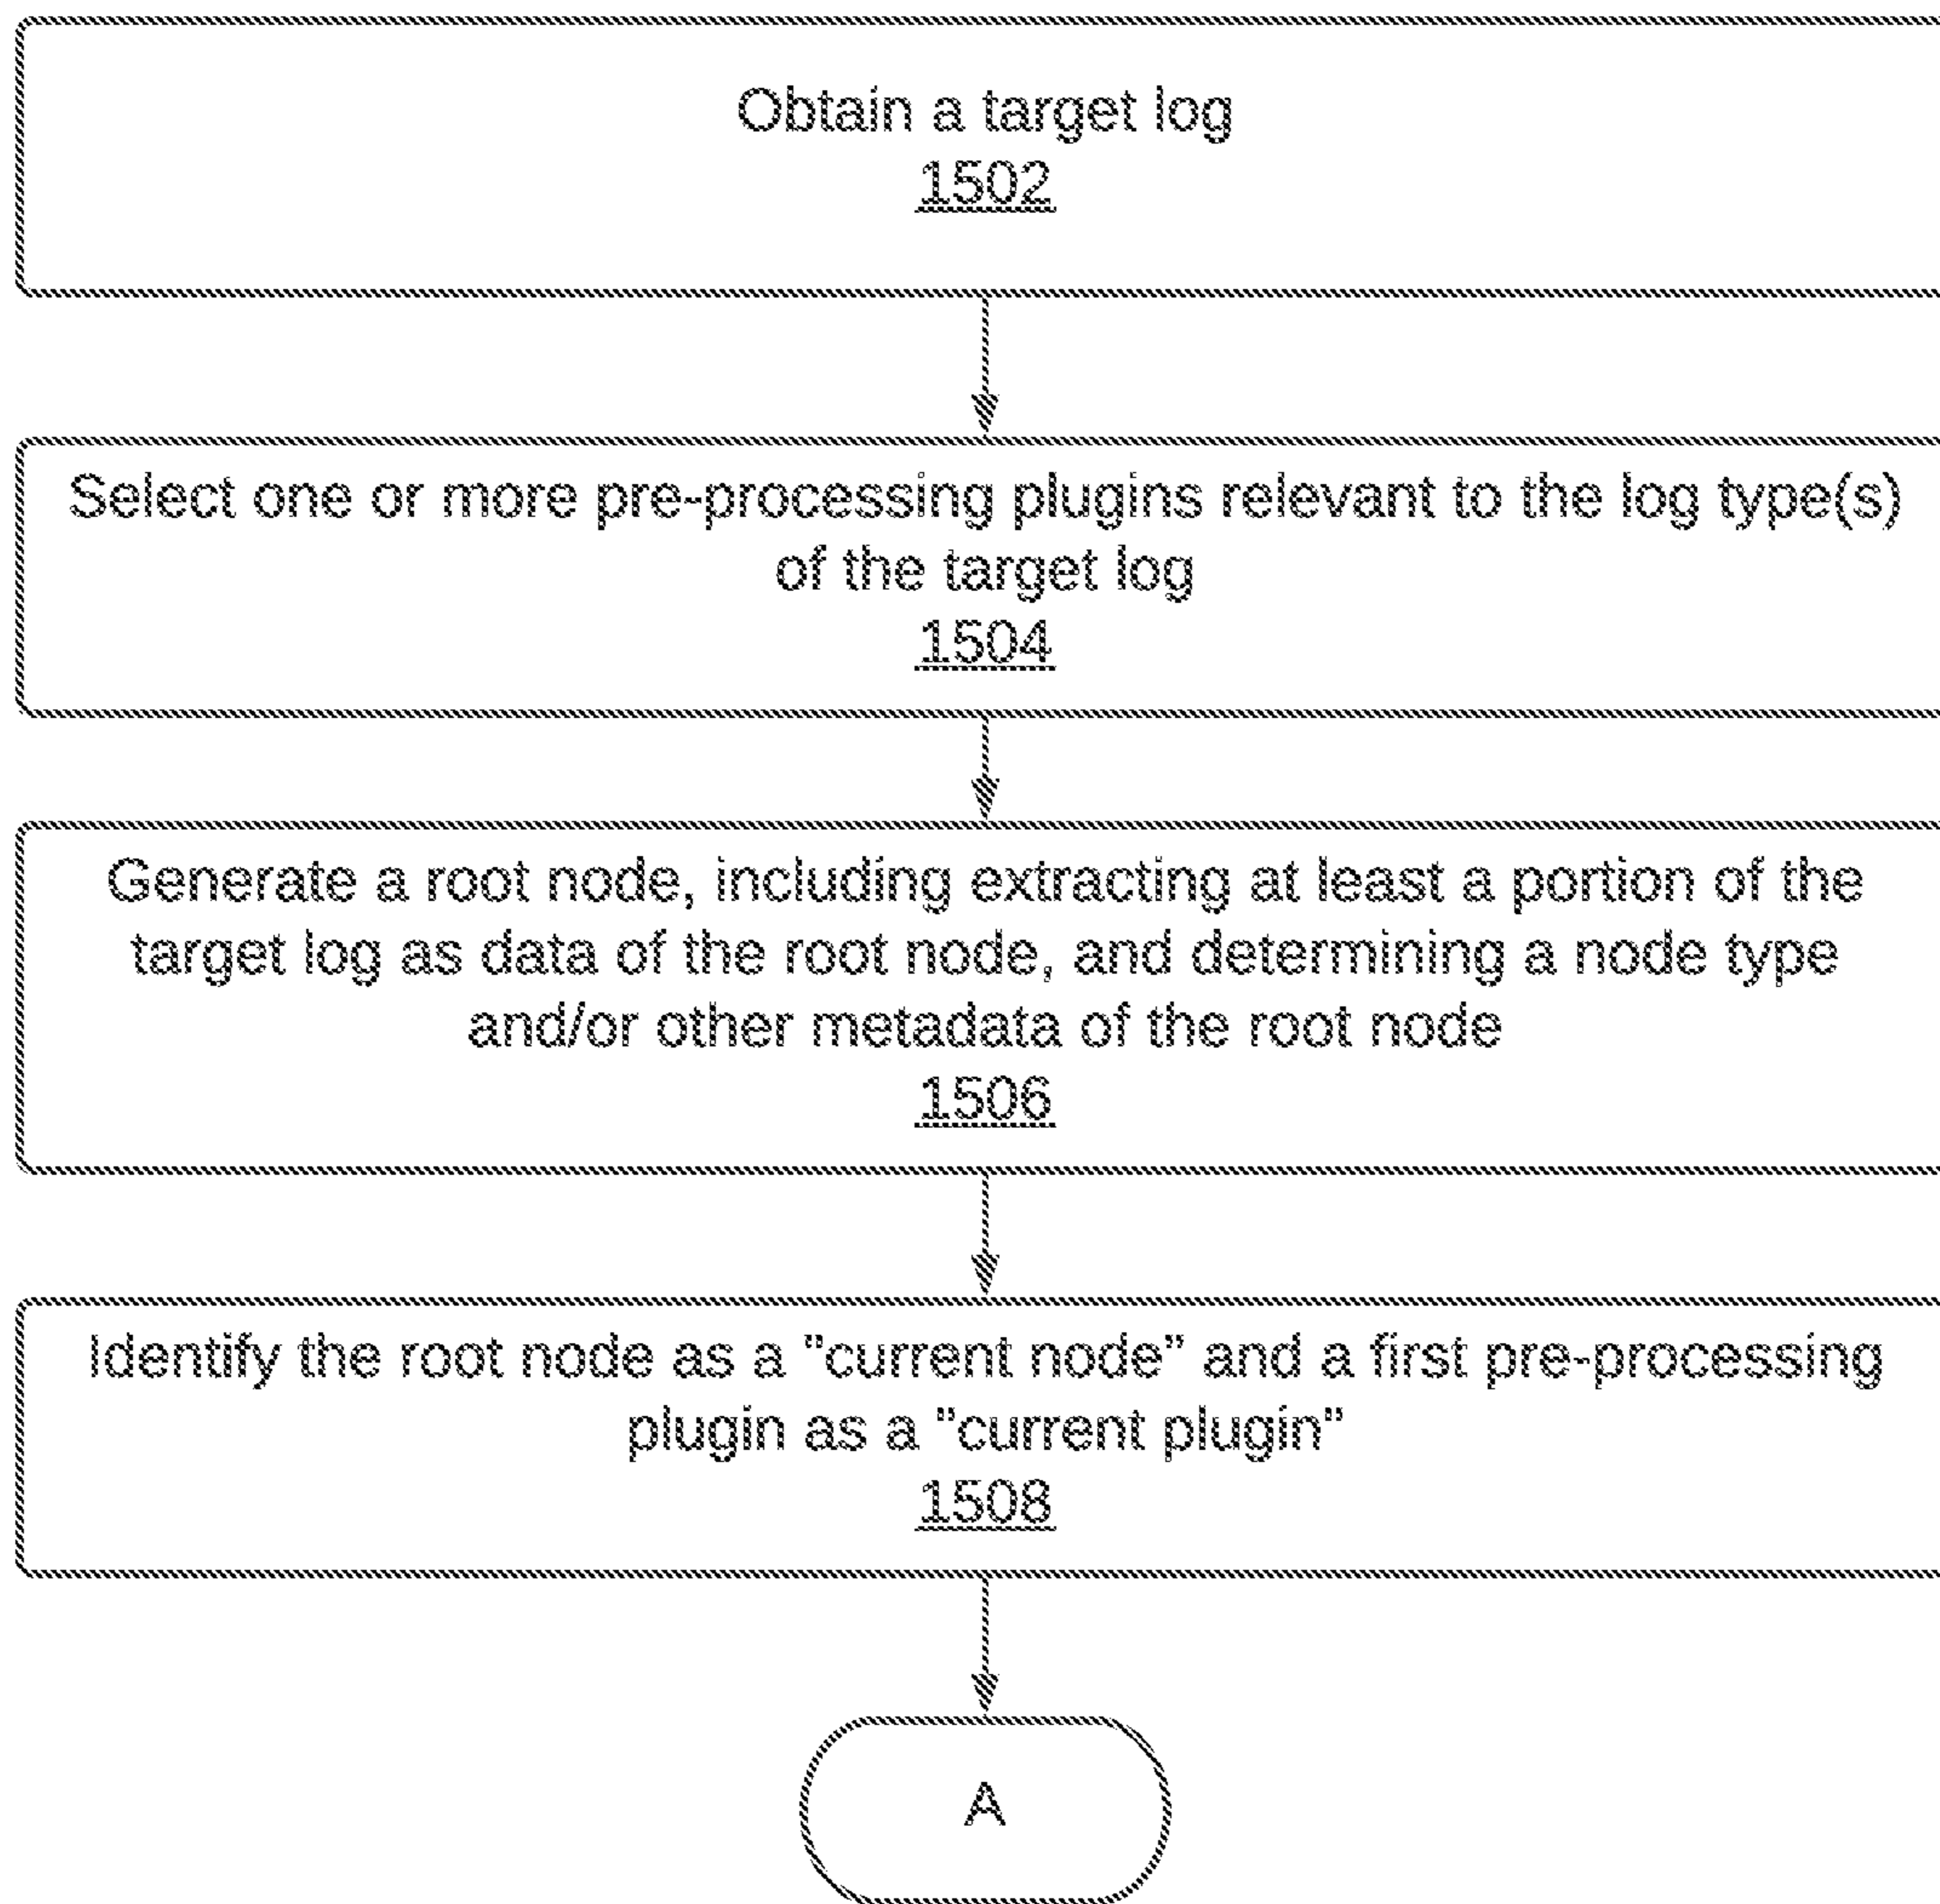 Obtain a target log
1502
Select one or more pre-processing plugins relevant to the log type(s)
of the target log
1504
Generate a root node, including extracting at least a portion of the
target log as data of the root node, and determining a node type
and/or other metadata of the root node
1506
Identify the root node as a ”current node” and a first pre-processing
plugin as a ”current plugin”
1508
A